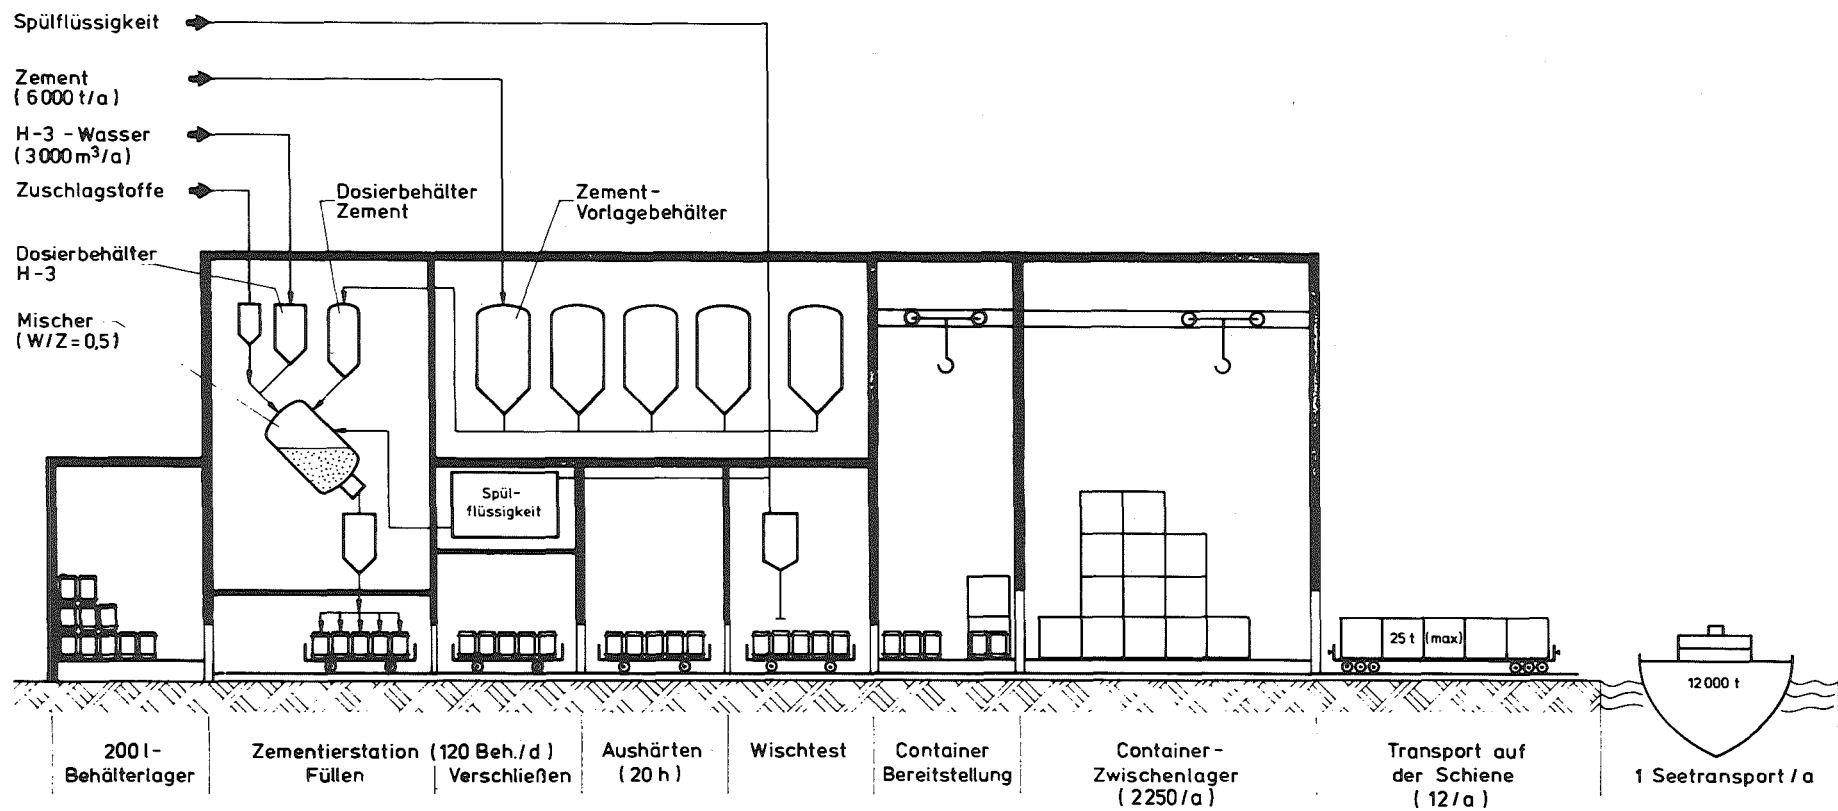 Spülflüssigkeit
Zement
(6000 t/a)
H-3 - Wasser
(3000 m³/a)
Zuschlagstoffe
Dosierbehälter
H-3
Mischer
(W/Z = 0,5)
Dosierbehälter
Zement
Zement-
Vorlagebehälter
Spül-
flüssigkeit
25 t (max)
12000 t
200 l-
Behälterlager
Zementierstation (120 Beh./d)
Füllen
Verschließen
Aushärten
(20 h)
Wischtest
Container
Bereitstellung
Container-
Zwischenlager
(2250/a)
Transport auf
der Schiene
(12/a)
1 Seetransport / a